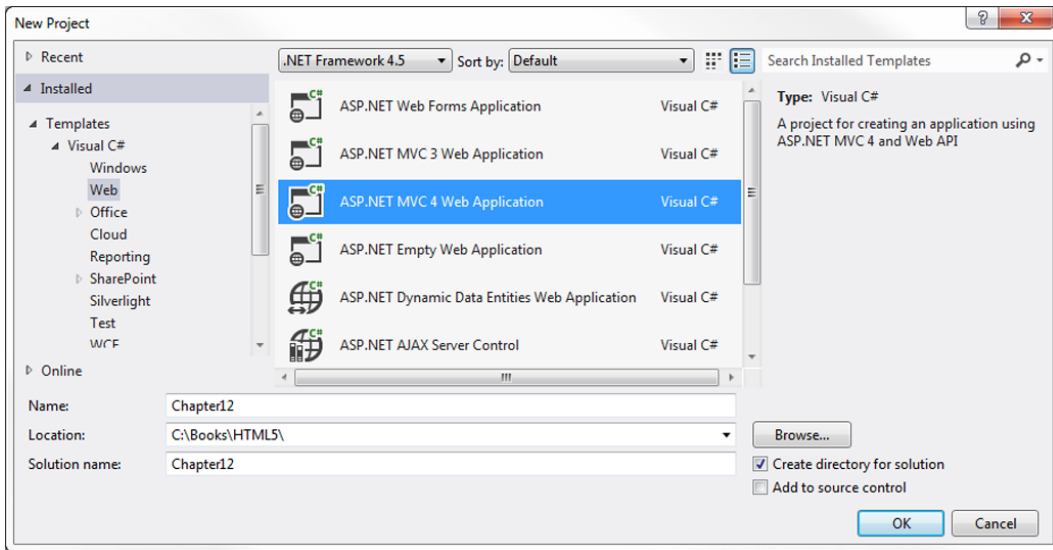 New Project
Recent
.NET Framework 4.5
Sort by: Default
Search Installed Templates
Installed
Templates
Visual C#
Windows
Web
Office
Cloud
Reporting
SharePoint
Silverlight
Test
WCF
Online
C# ASP.NET Web Forms Application Visual C#
C# ASP.NET MVC 3 Web Application Visual C#
C# ASP.NET MVC 4 Web Application Visual C#
C# ASP.NET Empty Web Application Visual C#
C# ASP.NET Dynamic Data Entities Web Application Visual C#
C# ASP.NET AJAX Server Control Visual C#
Type: Visual C#
A project for creating an application using
ASP.NET MVC 4 and Web API
Name: Chapter12
Location: C:\Books\HTML5\
Browse...
Solution name: Chapter12
Create directory for solution
Add to source control
OK
Cancel